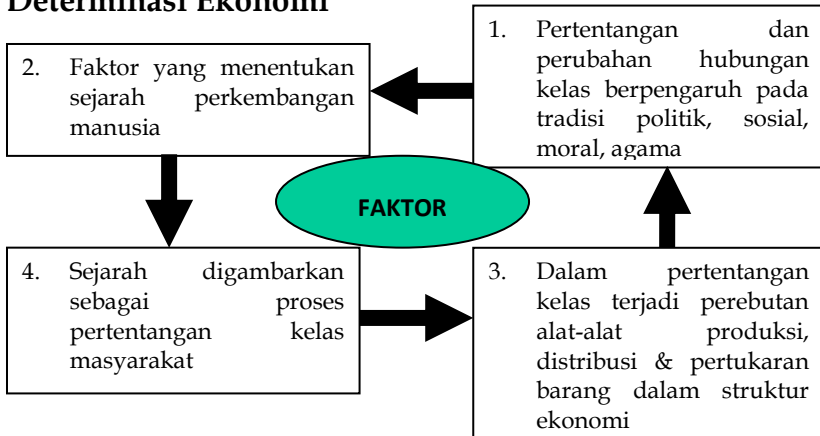 Determinasi Ekonomi
1. Pertentangan dan
perubahan hubungan
kelas berpengaruh pada
tradisi politik, sosial,
moral, agama
2. Faktor yang menentukan
sejarah perkembangan
manusia
FAKTOR
4. Sejarah digambarkan
sebagai proses
pertentangan kelas
masyarakat
3. Dalam pertentangan
kelas terjadi perebutan
alat-alat produksi,
distribusi & pertukaran
barang dalam struktur
ekonomi